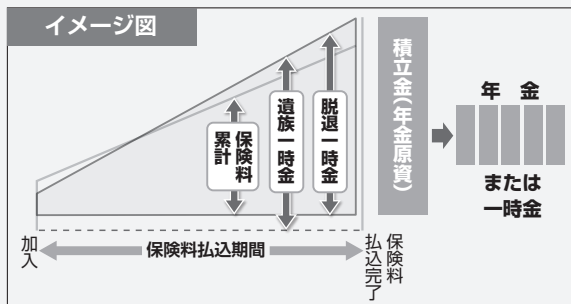 イメージ図
保険料
累計
遺族一時金
脱退一時金
積立金(年金原資)
年 金
または
一時金
加入
保険料払込期間
保険料
払込完了